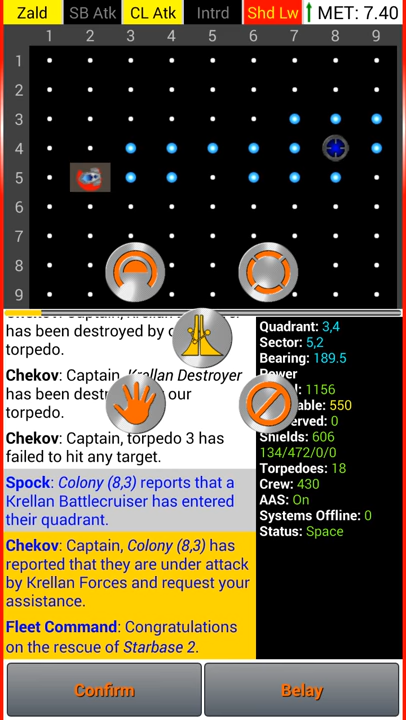 Zald SB Atk CL Atk Intrd Shd Lw MET: 7.40
1 2 3 4 5 6 7 8 9
1
2
3
4
5
6
7
8
9
has been destroyed by
torpedo.
Chekov: Captain, Krellan Destroyer
has been our
torpedo.
Chekov: Captain, torpedo 3 has
failed to hit any target.
Spock: Colony (8,3) reports that a
Krellan Battlecruiser has entered
their quadrant.
Chekov: Captain, Colony (8,3) has
reported that they are under attack
by Krellan Forces and request your
assistance.
Fleet Command: Congratulations
on the rescue of Starbase 2.
Quadrant: 3,4
Sector: 5,2
Bearing: 189.5
Power
: 1156
: 550
: 0
Shields: 606
134/472/0/0
Torpedoes: 18
Crew: 430
AAS: On
Systems Offline: 0
Status: Space
Confirm Belay